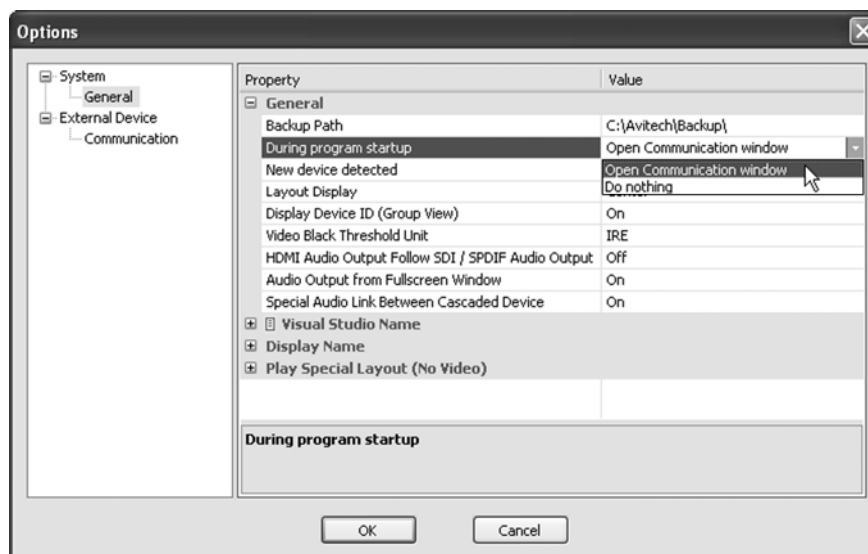 Options
System
General
External Device
Communication
Property Value
General
Backup Path C:\Avitech\Backup\
During program startup Open Communication window
New device detected Open Communication window
Layout Display Do nothing
Display Device ID (Group View) On
Video Black Threshold Unit IRE
HDMI Audio Output Follow SDI / SPDIF Audio Output Off
Audio Output from Fullscreen Window On
Special Audio Link Between Cascaded Device On
Visual Studio Name
Display Name
Play Special Layout (No Video)
During program startup
OK Cancel